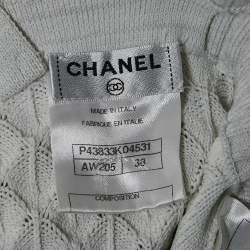 CHANEL
MADE IN ITALY
FABRIQUE EN ITALIE
P43833K04531
AW205 38
COMPOSITION